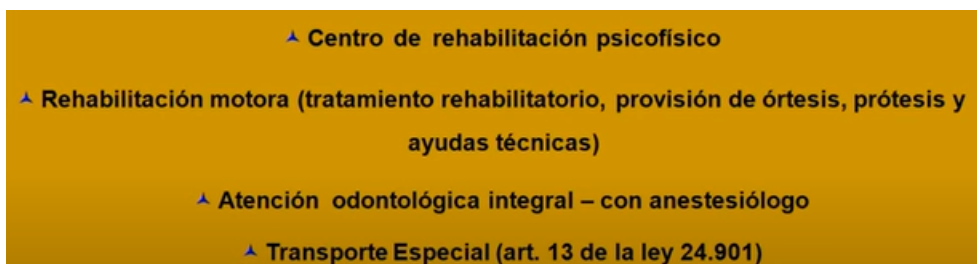 Centro de rehabilitación psicofísico
Rehabilitación motora (tratamiento rehabilitatorio, provisión de órtesis, prótesis y
ayudas técnicas)
Atención odontológica integral – con anestesiólogo
Transporte Especial (art. 13 de la ley 24.901)